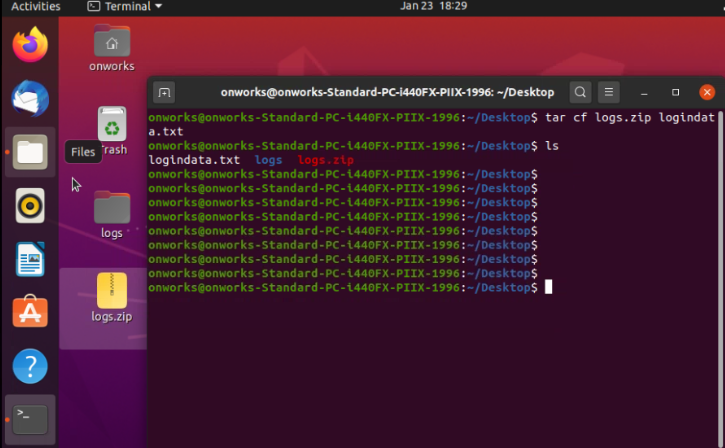 Activities
Terminal
Jan 23 18:29
onworks
Trash
Files
logs
logs.zip
onworks@onworks-Standard-PC-i440FX-PIIX-1996: ~/Desktop
onworks@onworks-Standard-PC-i440FX-PIIX-1996:~/Desktop$ tar cf logs.zip logindat
a.txt
onworks@onworks-Standard-PC-i440FX-PIIX-1996:~/Desktop$ ls
logindata.txt logs logs.zip
onworks@onworks-Standard-PC-i440FX-PIIX-1996:~/Desktop$
onworks@onworks-Standard-PC-i440FX-PIIX-1996:~/Desktop$
onworks@onworks-Standard-PC-i440FX-PIIX-1996:~/Desktop$
onworks@onworks-Standard-PC-i440FX-PIIX-1996:~/Desktop$
onworks@onworks-Standard-PC-i440FX-PIIX-1996:~/Desktop$
onworks@onworks-Standard-PC-i440FX-PIIX-1996:~/Desktop$
onworks@onworks-Standard-PC-i440FX-PIIX-1996:~/Desktop$
onworks@onworks-Standard-PC-i440FX-PIIX-1996:~/Desktop$
onworks@onworks-Standard-PC-i440FX-PIIX-1996:~/Desktop$